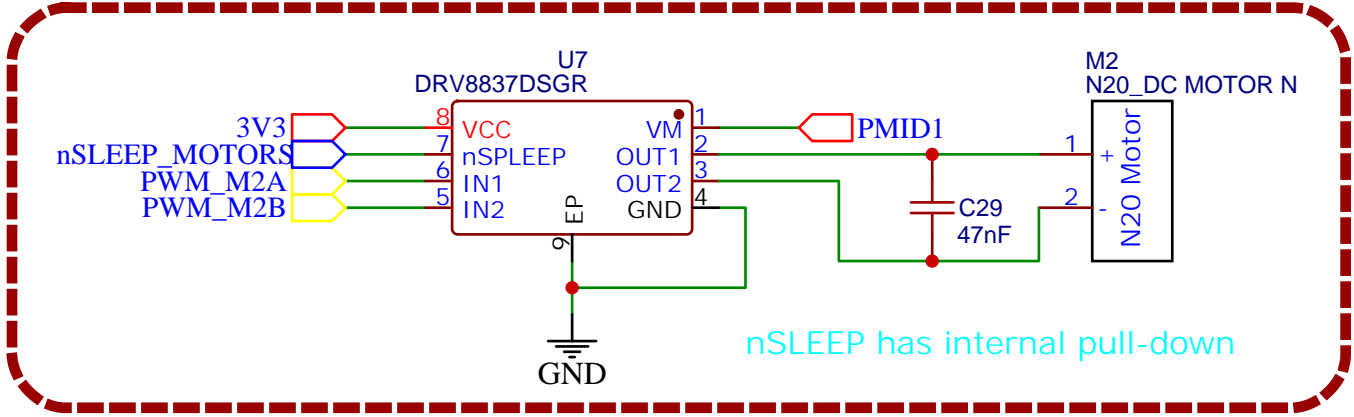 U7
DRV8837DSGR
M2
N20_DC MOTOR N
3V3
nSLEEP_MOTORS
PWM_M2A
PWM_M2B
8
7
6
5
VCC
nSPLEEP
IN1
IN2
EP
9
VM
OUT1
OUT2
GND
1
2
3
4
PMID1
C29
47nF
1
2
+
-
N20 Motor
GND
nSLEEP has internal pull-down